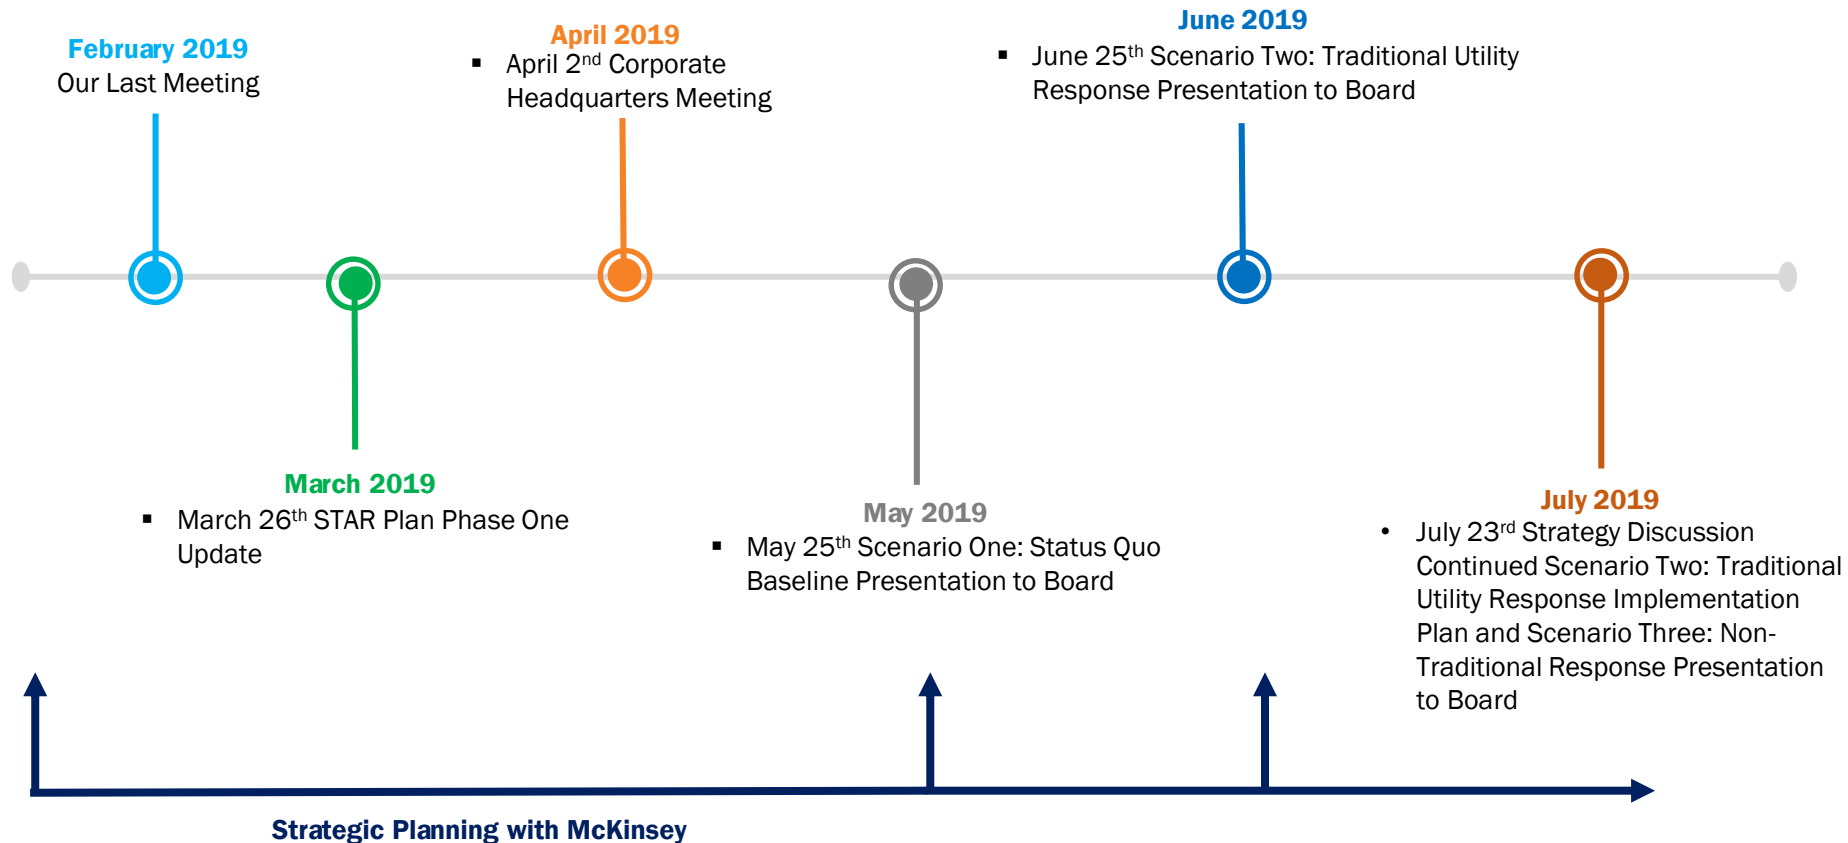 February 2019
Our Last Meeting
April 2019
▪ April 2nd Corporate
Headquarters Meeting
June 2019
▪ June 25th Scenario Two: Traditional Utility
Response Presentation to Board
March 2019
▪ March 26th STAR Plan Phase One
Update
May 2019
▪ May 25th Scenario One: Status Quo
Baseline Presentation to Board
July 2019
• July 23rd Strategy Discussion
Continued Scenario Two: Traditional
Utility Response Implementation
Plan and Scenario Three: Non-
Traditional Response Presentation
to Board
Strategic Planning with McKinsey